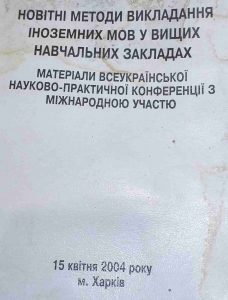 НОВІТНІ МЕТОДИ ВИКЛАДАННЯ
ІНОЗЕМНИХ МОВ У ВИЩИХ
НАВЧАЛЬНИХ ЗАКЛАДАХ
МАТЕРІАЛИ ВСЕУКРАЇНСЬКОЇ
НАУКОВО-ПРАКТИЧНОЇ КОНФЕРЕНЦІЇ З
МІЖНАРОДНОЮ УЧАСТЮ
15 квітня 2004 року
м. Харків